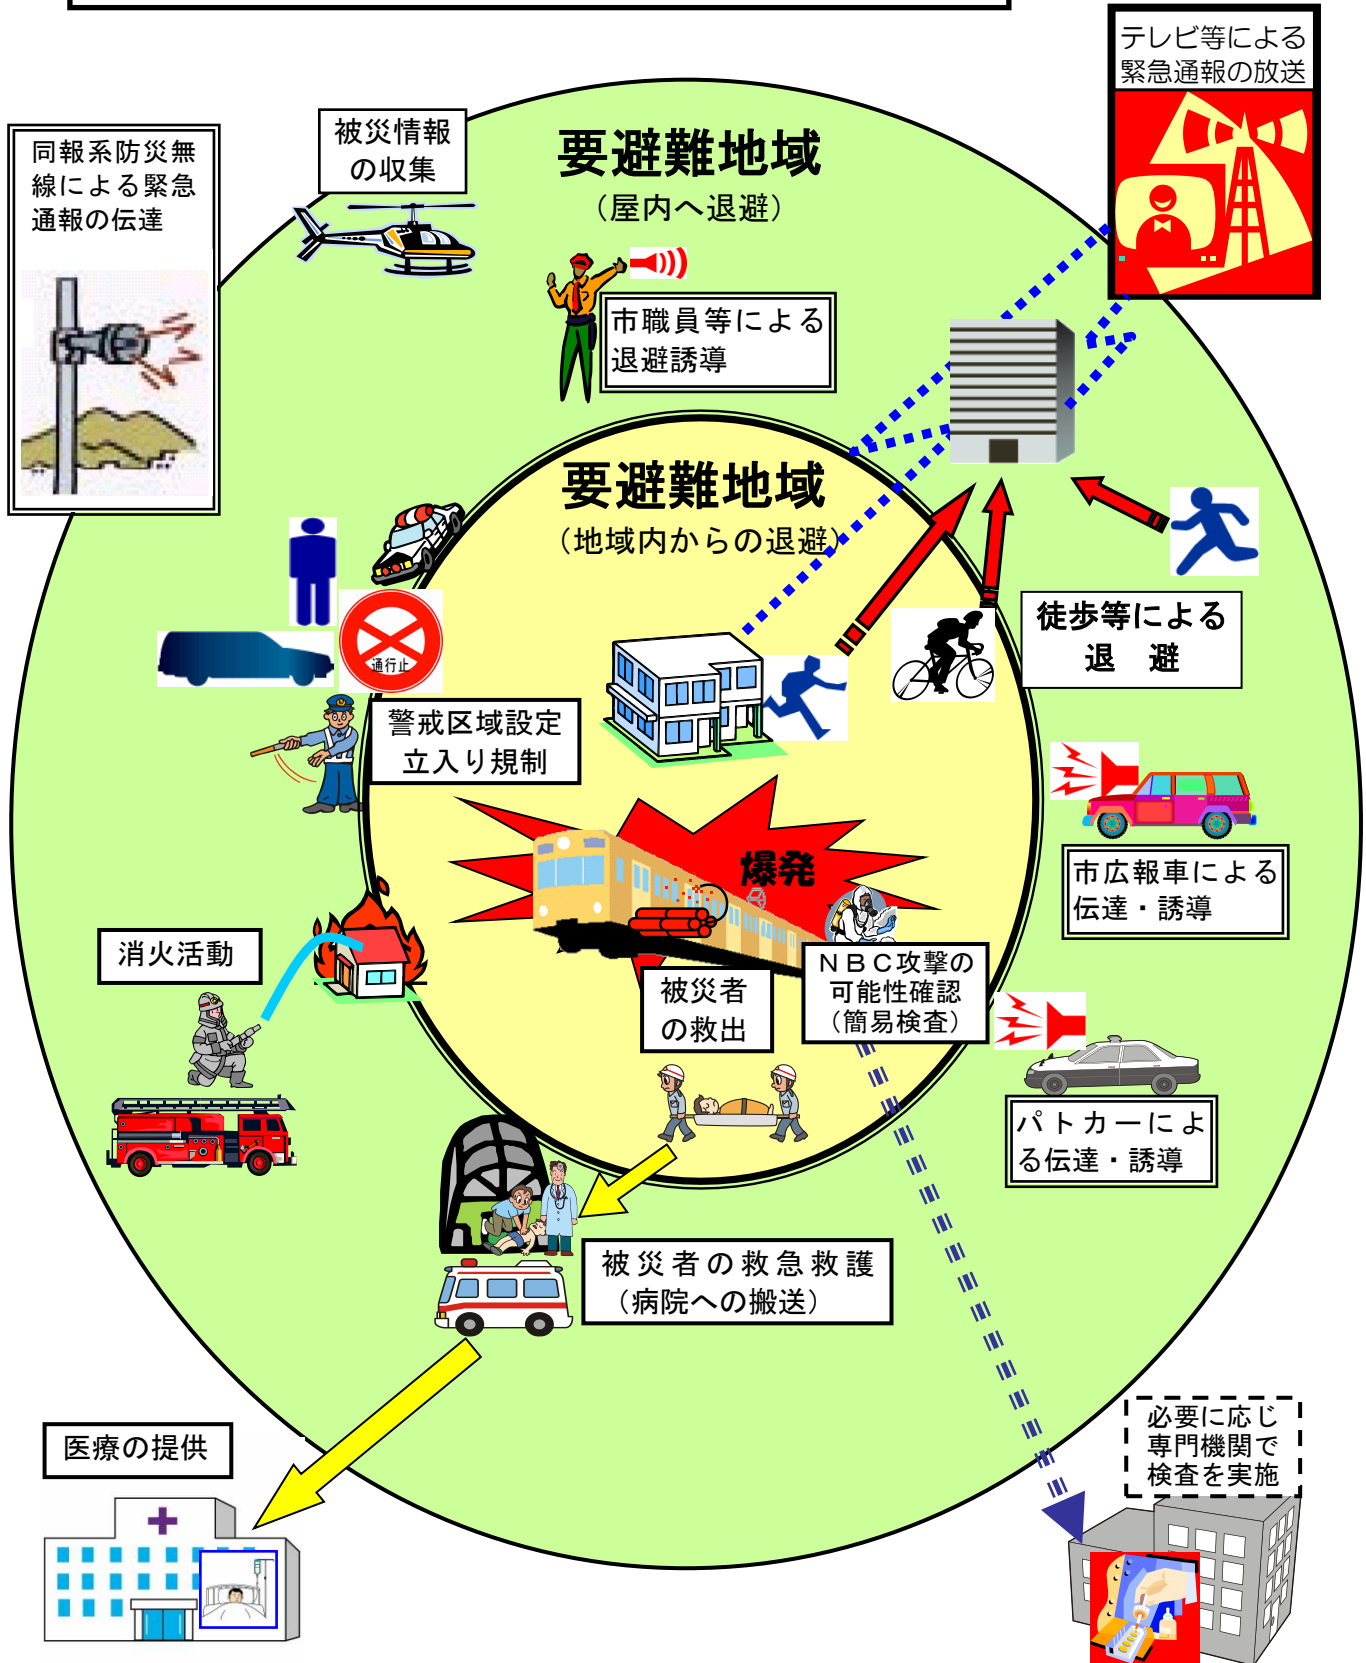 テレビ等による
緊急通報の放送
同報系防災無
線による緊急
通報の伝達
被災情報
の収集
要避難地域
（屋内へ退避）
市職員等による
退避誘導
要避難地域
（地域内からの退避）
徒歩等による
退　避
通行止
警戒区域設定
立入り規制
爆発
市広報車による
伝達・誘導
消火活動
被災者
の救出
ＮＢＣ攻撃の
可能性確認
（簡易検査）
パトカーによ
る伝達・誘導
被災者の救急救護
（病院への搬送）
医療の提供
必要に応じ
専門機関で
検査を実施